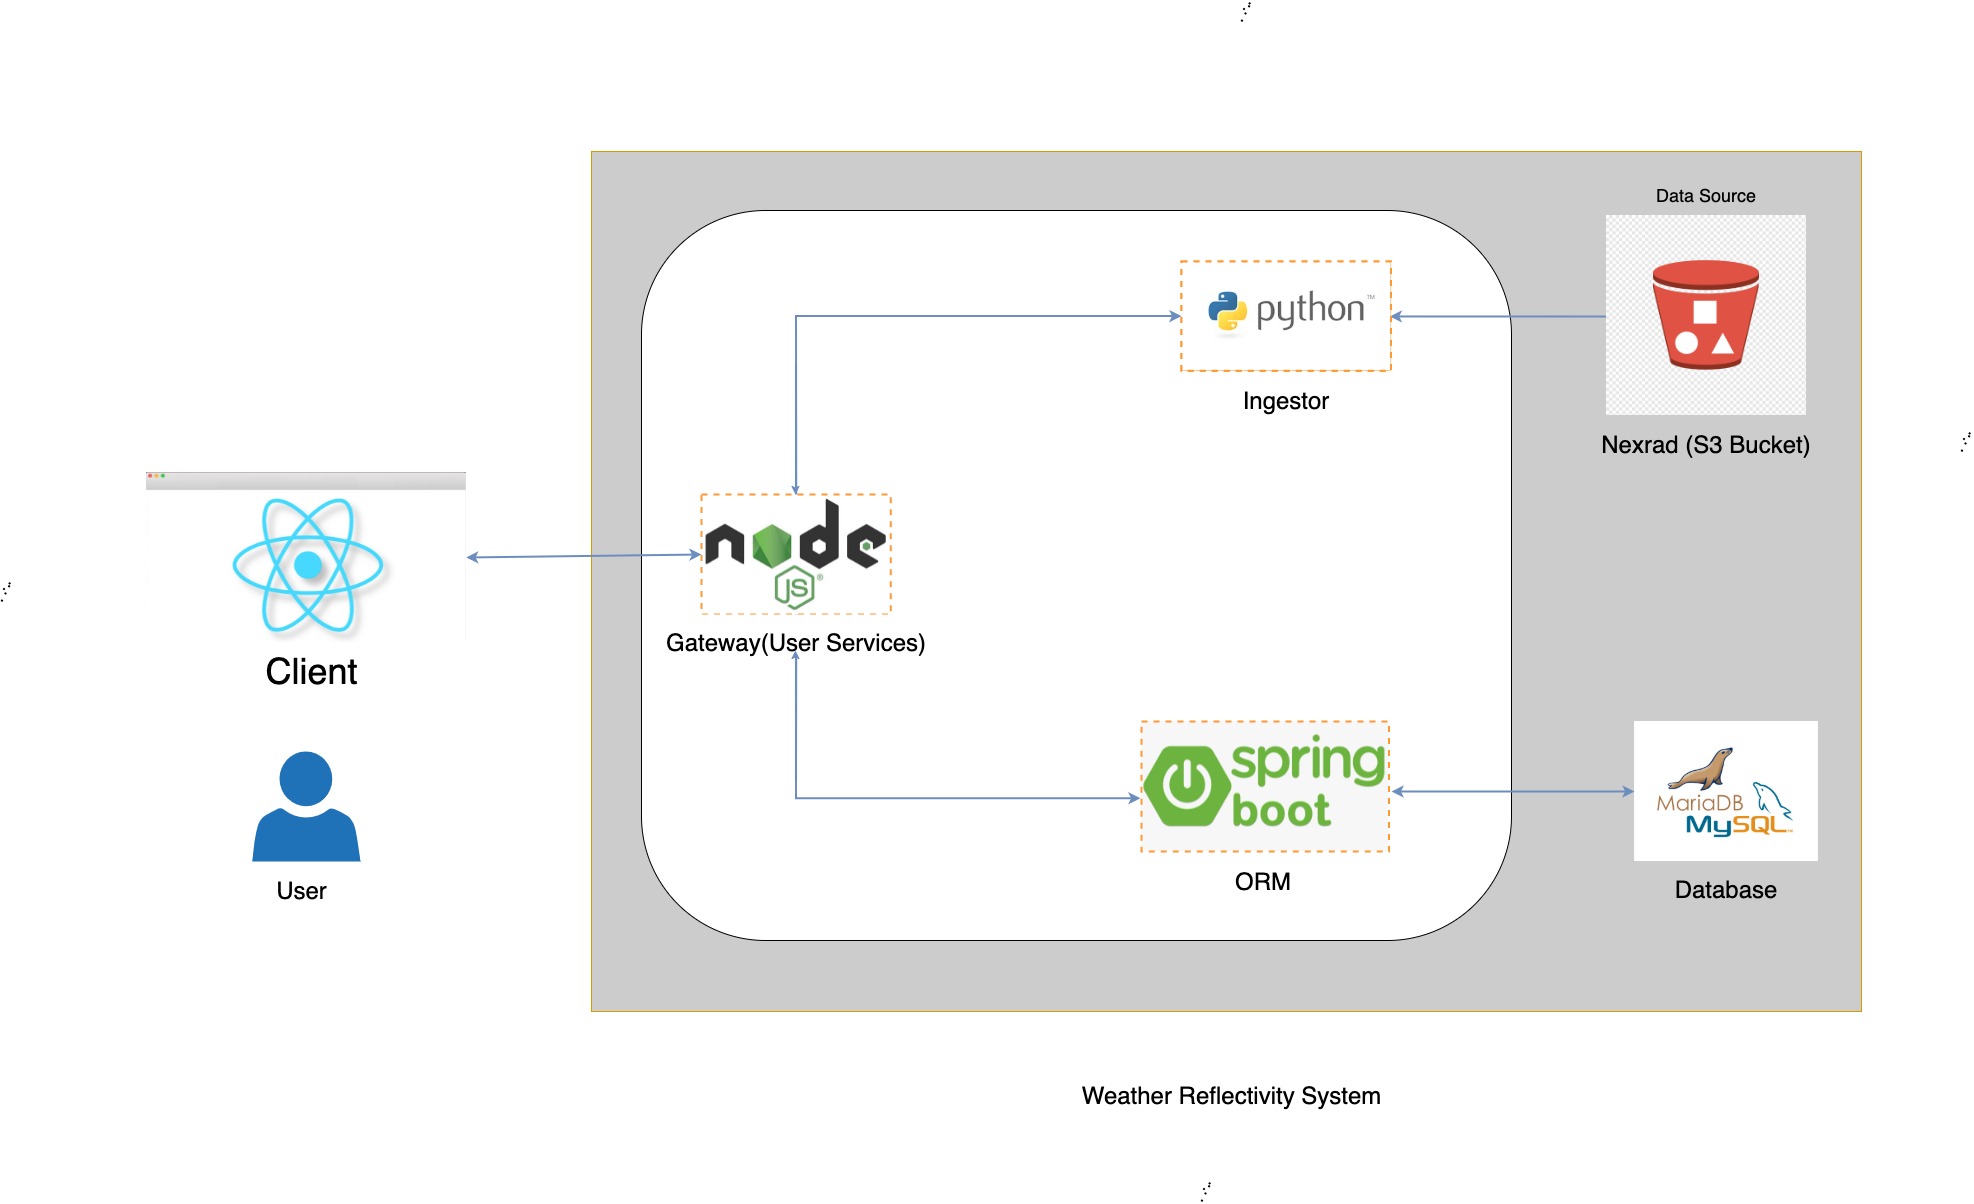 Data Source
python™
Ingestor
Nexrad (S3 Bucket)
node
JS®
Gateway(User Services)
Client
spring
boot
ORM
MariaDB
MySQL™
Database
User
Weather Reflectivity System